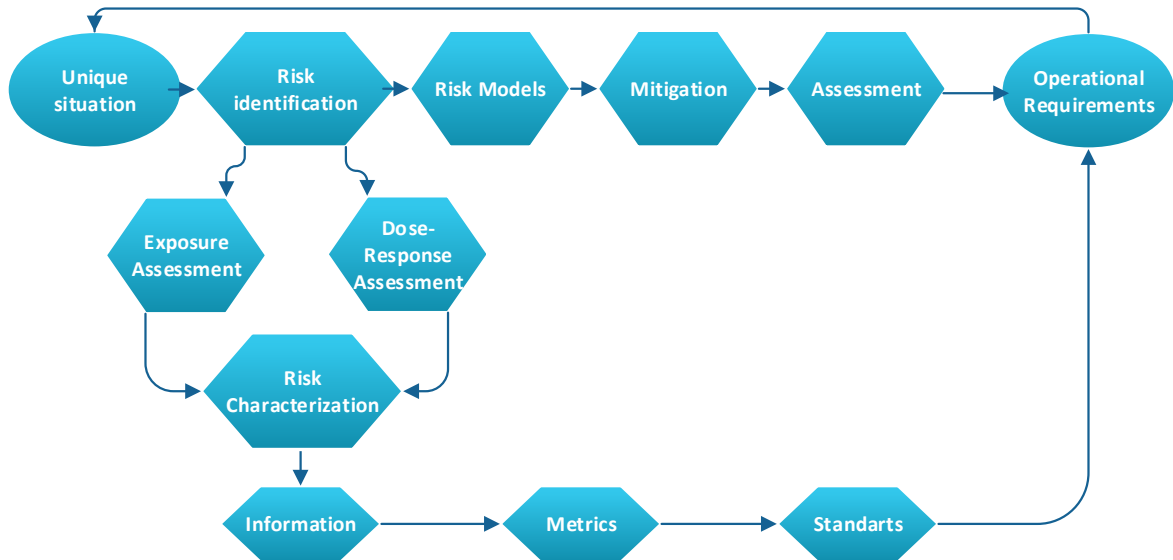 Unique
situation
Risk
identification
Risk Models
Mitigation
Assessment
Operational
Requirements
Exposure
Assessment
Dose-
Response
Assessment
Risk
Characterization
Information
Metrics
Standarts